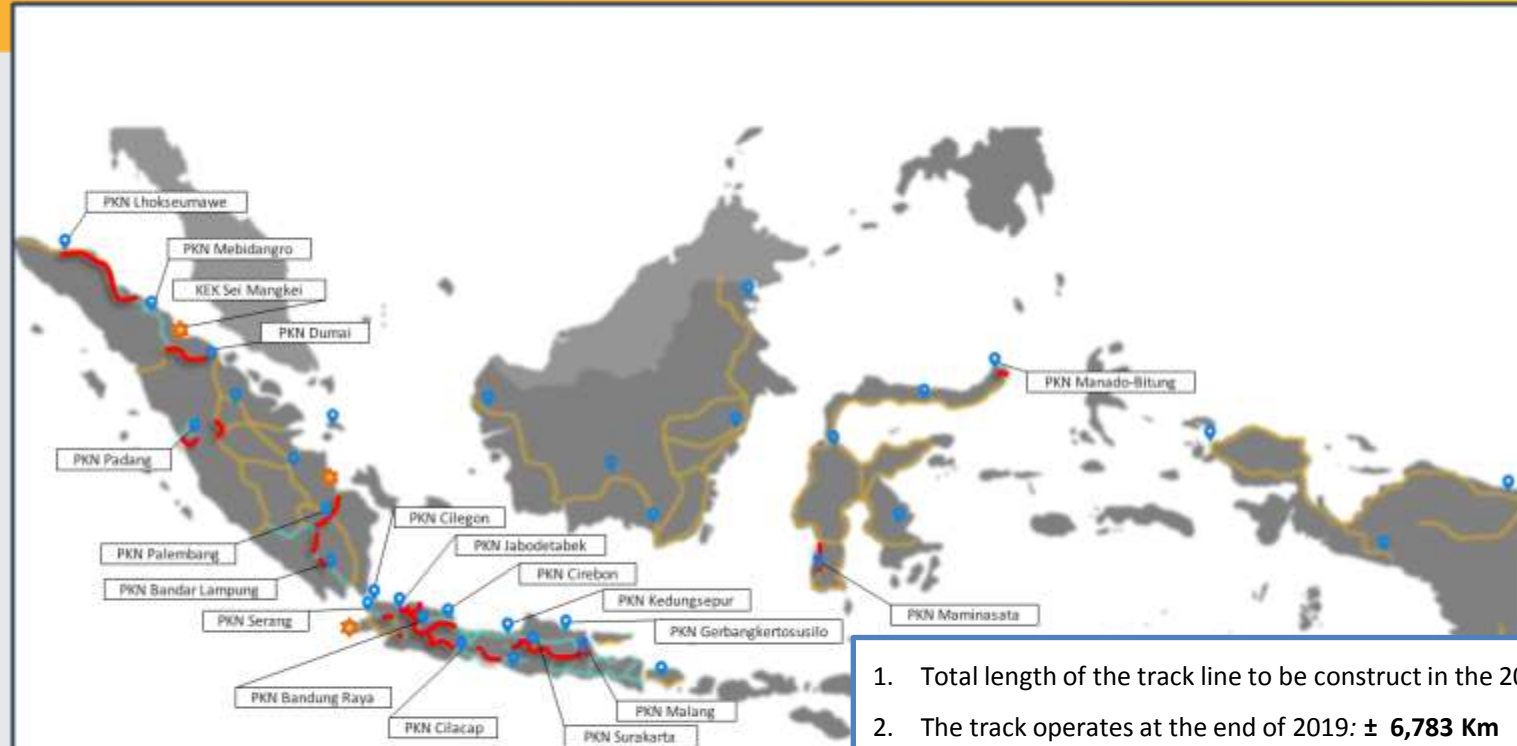 PKN Lhokseumawe
PKN Mebidangro
KEK Sei Mangkei
PKN Dumai
PKN Manado-Bitung
PKN Padang
PKN Cilegon
PKN Jabodetabek
PKN Palembang
PKN Cirebon
PKN Bandar Lampung
PKN Kedungsepur
PKN Serang
PKN Maminasata
PKN Gerbangkertosusilo
PKN Bandung Raya
PKN Malang
PKN Cilacap
PKN Surakarta
1. Total length of the track line to be construct in the 20
2. The track operates at the end of 2019: ± 6,783 Km